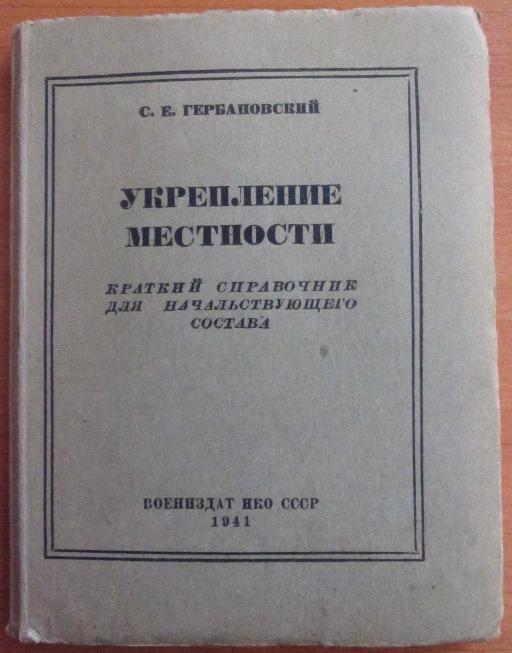 С. Е. ГЕРБАНОВСКИЙ
УКРЕПЛЕНИЕ
МЕСТНОСТИ
КРАТКИЙ СПРАВОЧНИК
ДЛЯ НАЧАЛЬСТВУЮЩЕГО
СОСТАВА
ВОЕНИЗДАТ НКО СССР
1941